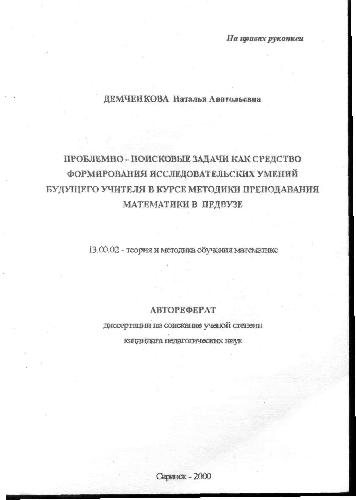 На правах рукописи
ДЕМЧЕНКОВА Наталья Анатольевна
ПРОБЛЕМНО - ПОИСКОВЫЕ ЗАДАЧИ КАК СРЕДСТВО
ФОРМИРОВАНИЯ ИССЛЕДОВАТЕЛЬСКИХ УМЕНИЙ
БУДУЩЕГО УЧИТЕЛЯ В КУРСЕ МЕТОДИКИ ПРЕПОДАВАНИЯ
МАТЕМАТИКИ В ПЕДВУЗЕ
13.00.02 - теория и методика обучения математике
АВТОРЕФЕРАТ
диссертации на соискание ученой степени
кандидата педагогических наук
Саранск - 2000